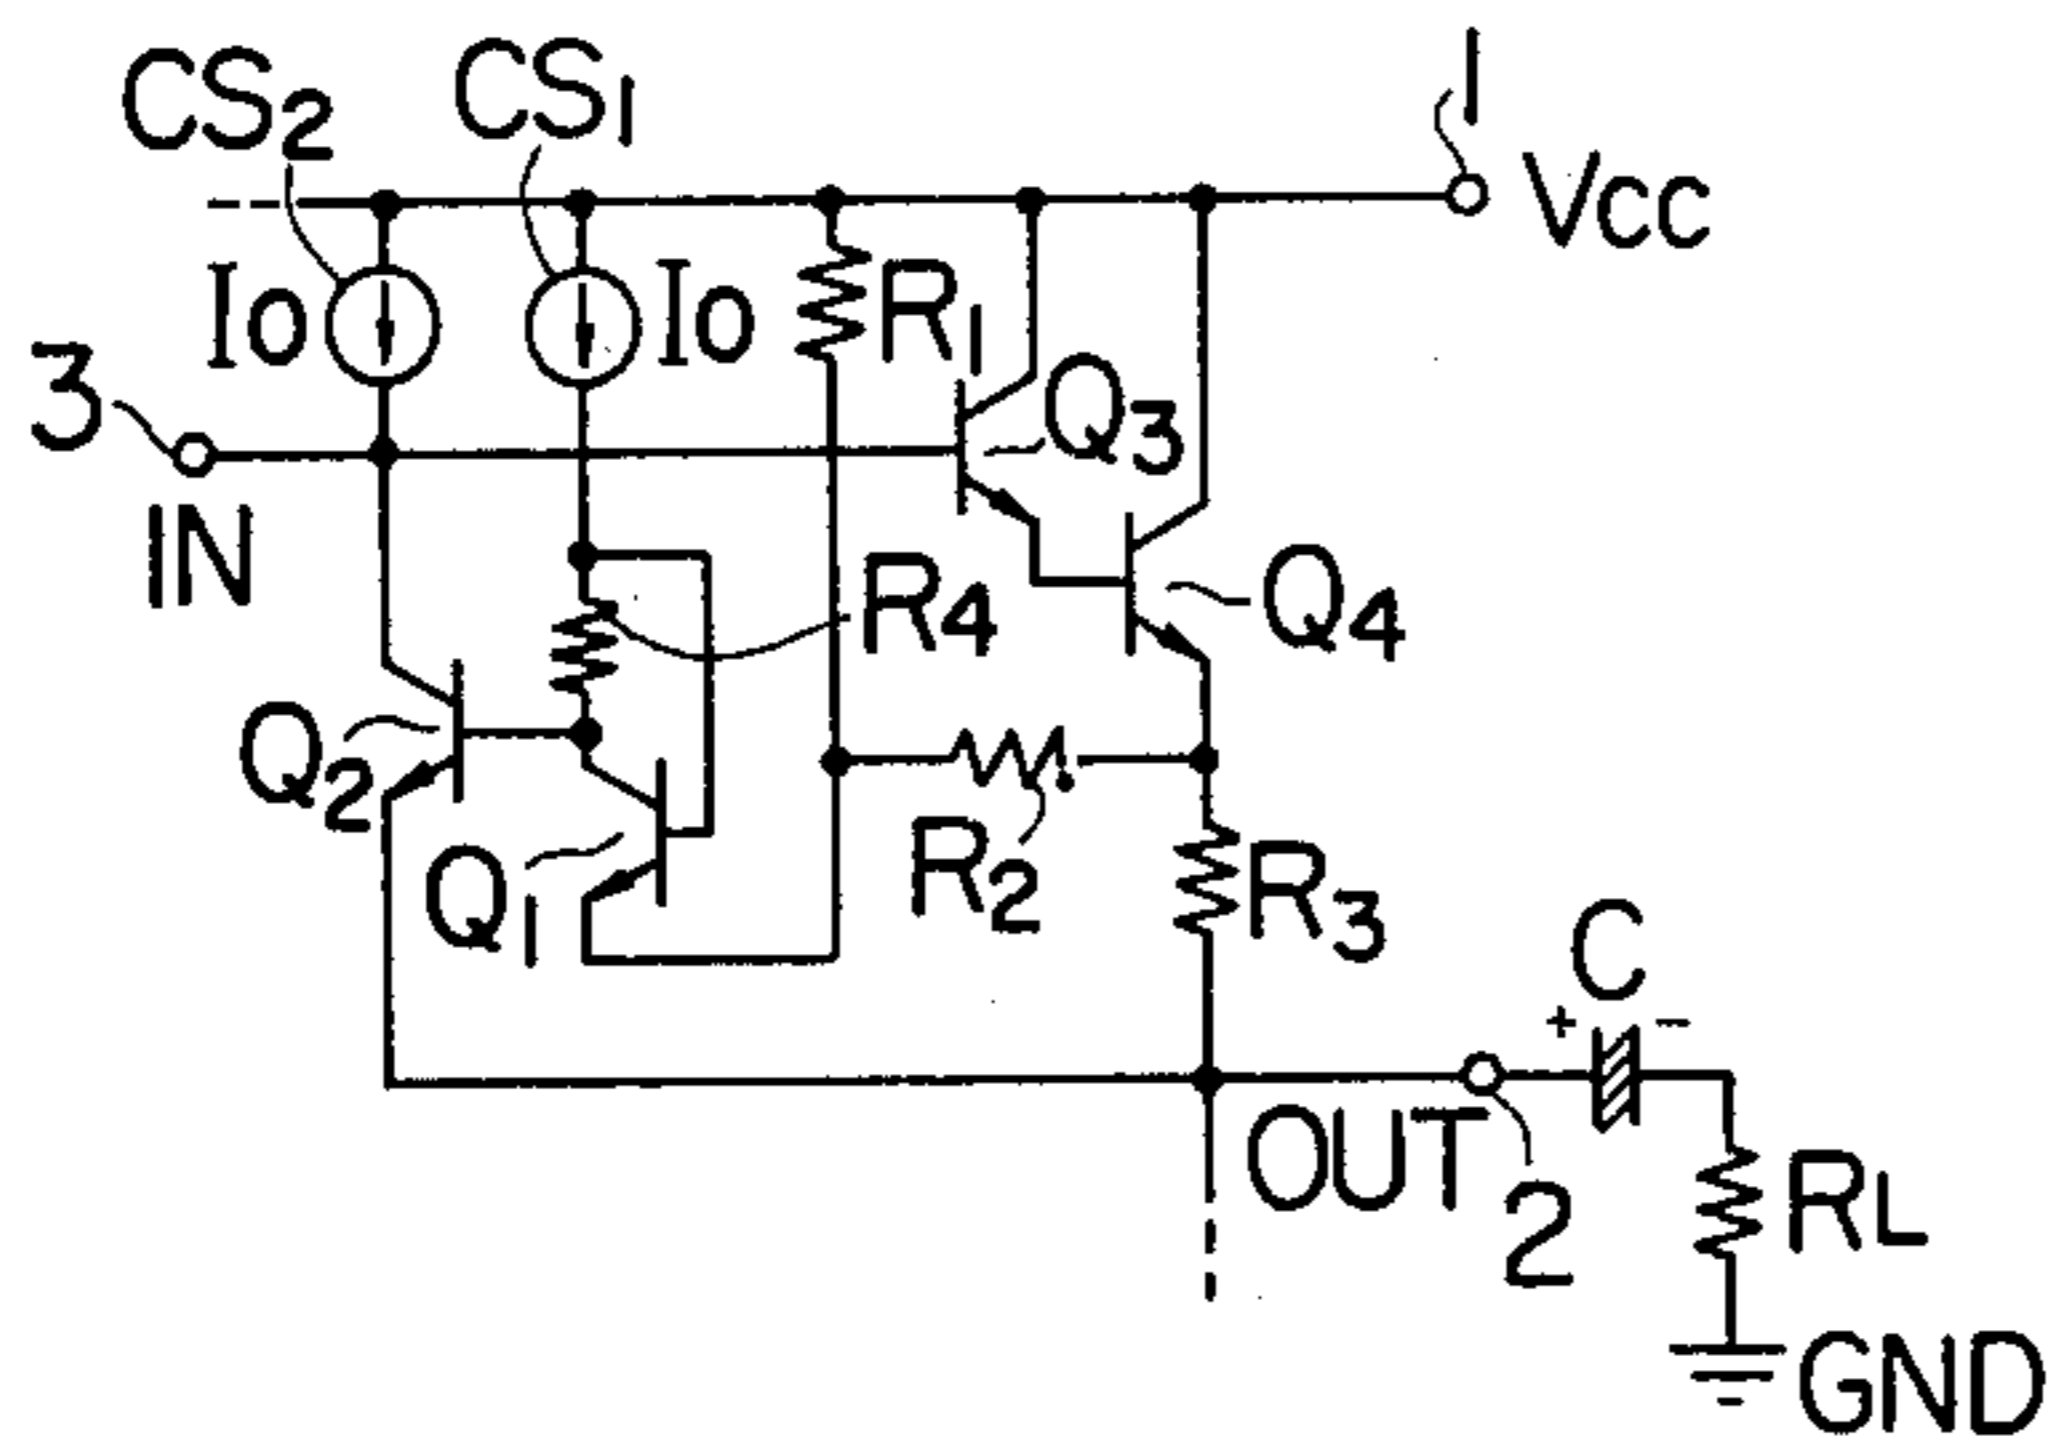 CS2 CS1 1
VCC
IO IO R1
3 Q3
IN R4 Q4
Q2 R2
Q1 R3
C
+ −
OUT 2 RL
GND